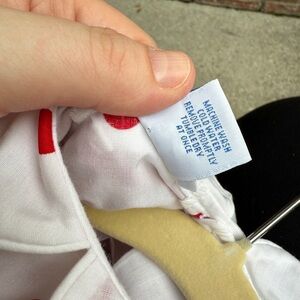 MACHINE WASH
COLD WATER
REMOVE PROMPTLY
TUMBLE DRY
AT ONCE